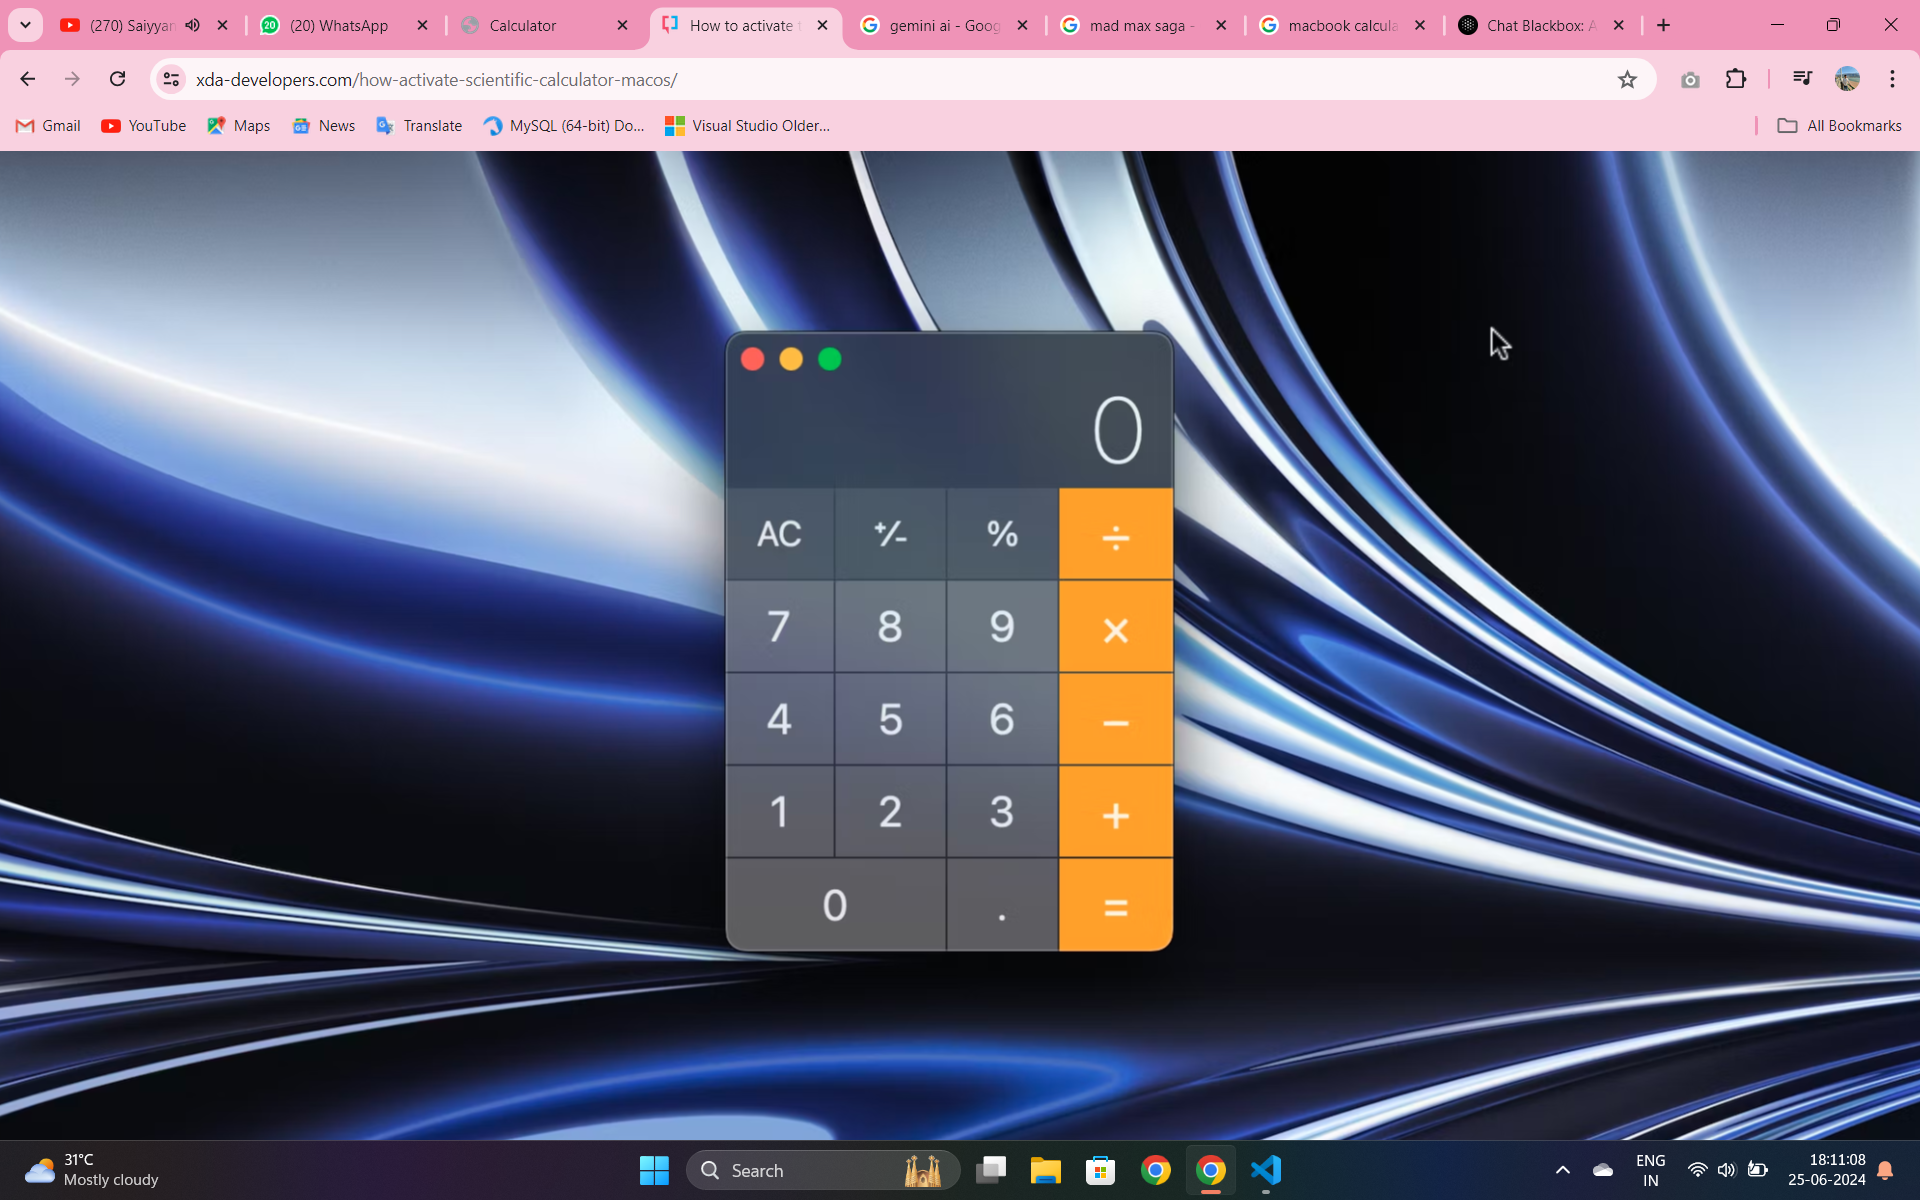 (270) Saiyyar
(20) WhatsApp
Calculator
How to activate t
gemini ai - Goog
mad max saga -
macbook calcula
Chat Blackbox: A
xda-developers.com/how-activate-scientific-calculator-macos/
Gmail
YouTube
Maps
News
Translate
MySQL (64-bit) Do...
Visual Studio Older...
All Bookmarks
0
AC +/- % ÷
7 8 9 ×
4 5 6 −
1 2 3 +
0 . =
31°C
Mostly cloudy
Search
ENG
IN
18:11:08
25-06-2024